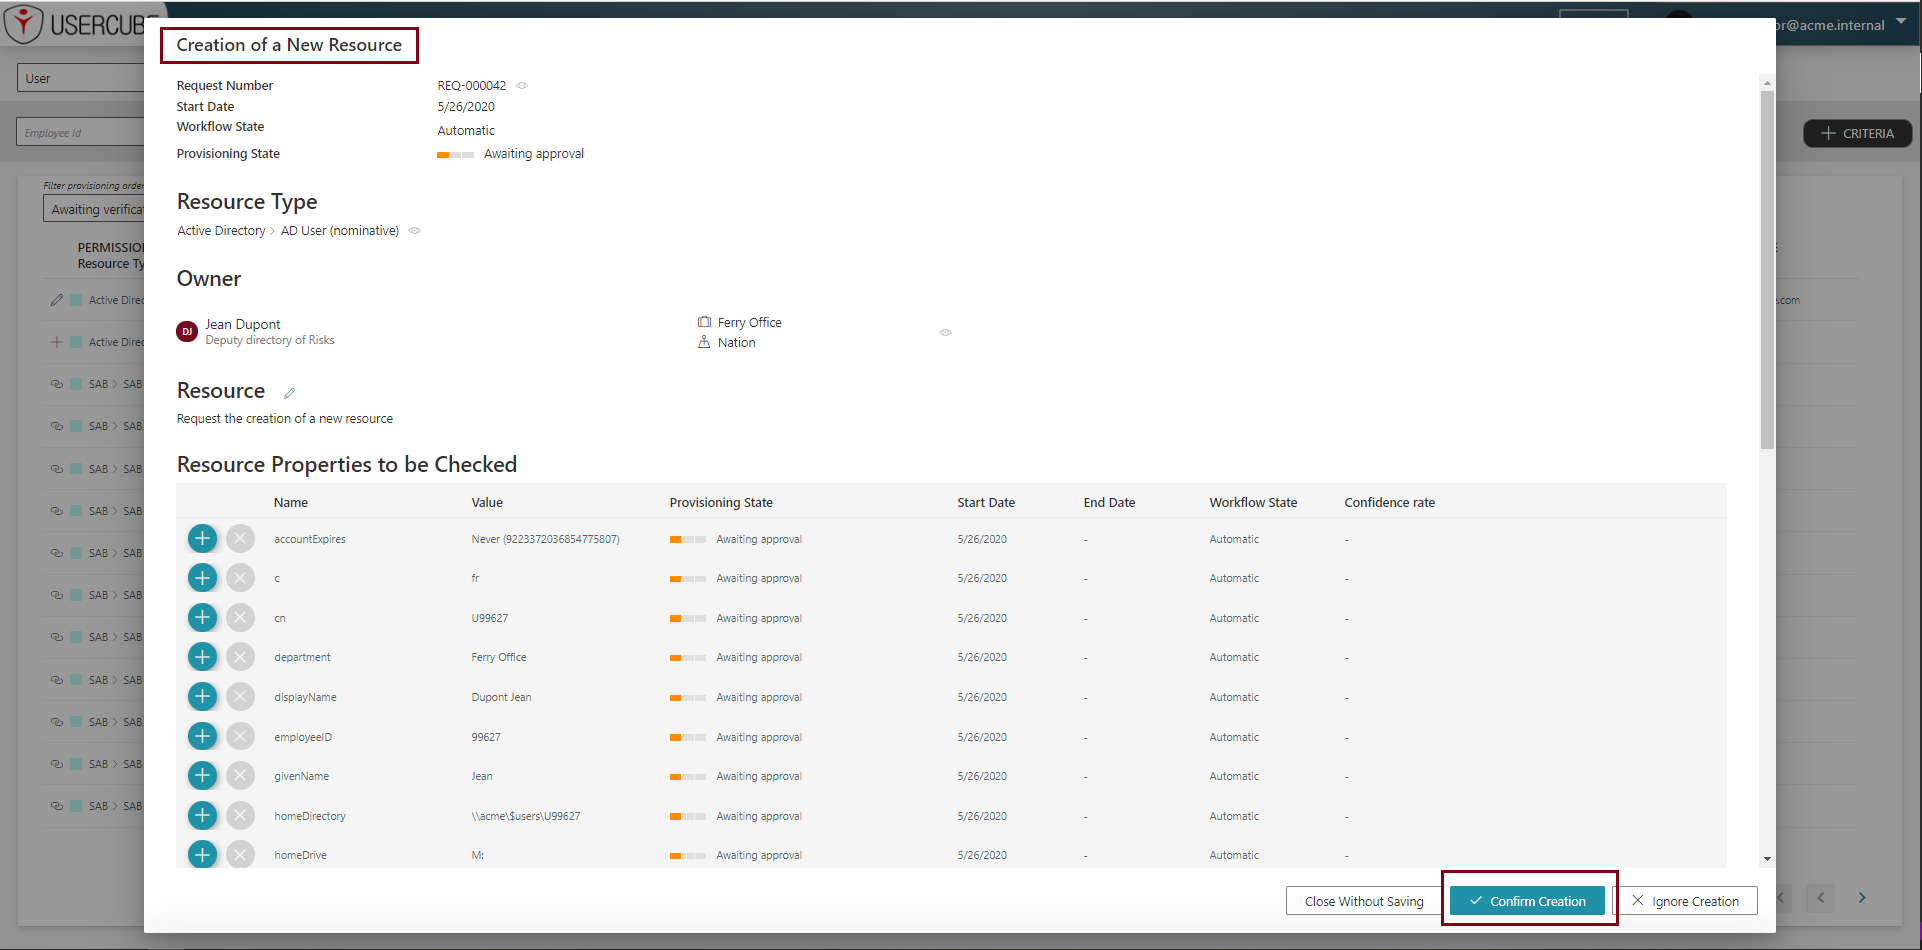 USERCUBE
or@acme.internal
User
Employee Id
CRITERIA
Filter provisioning order
Awaiting verificat
PERMISSION
Resource Ty
Active Direc
Active Direc
SAB > SAB
SAB > SAB
SAB > SAB
SAB > SAB
SAB > SAB
SAB > SAB
SAB > SAB
SAB > SAB
SAB > SAB
SAB > SAB
SAB > SAB
.com
Creation of a New Resource
Request Number REQ-000042
Start Date 5/26/2020
Workflow State Automatic
Provisioning State Awaiting approval
Resource Type
Active Directory > AD User (nominative)
Owner
DJ Jean Dupont Ferry Office
Deputy directory of Risks Nation
Resource
Request the creation of a new resource
Resource Properties to be Checked
Name Value Provisioning State Start Date End Date Workflow State Confidence rate
accountExpires Never (9223372036854775807) Awaiting approval 5/26/2020 - Automatic -
c fr Awaiting approval 5/26/2020 - Automatic -
cn U99627 Awaiting approval 5/26/2020 - Automatic -
department Ferry Office Awaiting approval 5/26/2020 - Automatic -
displayName Dupont Jean Awaiting approval 5/26/2020 - Automatic -
employeeID 99627 Awaiting approval 5/26/2020 - Automatic -
givenName Jean Awaiting approval 5/26/2020 - Automatic -
homeDirectory \\acme\$users\U99627 Awaiting approval 5/26/2020 - Automatic -
homeDrive M: Awaiting approval 5/26/2020 - Automatic -
Close Without Saving Confirm Creation Ignore Creation